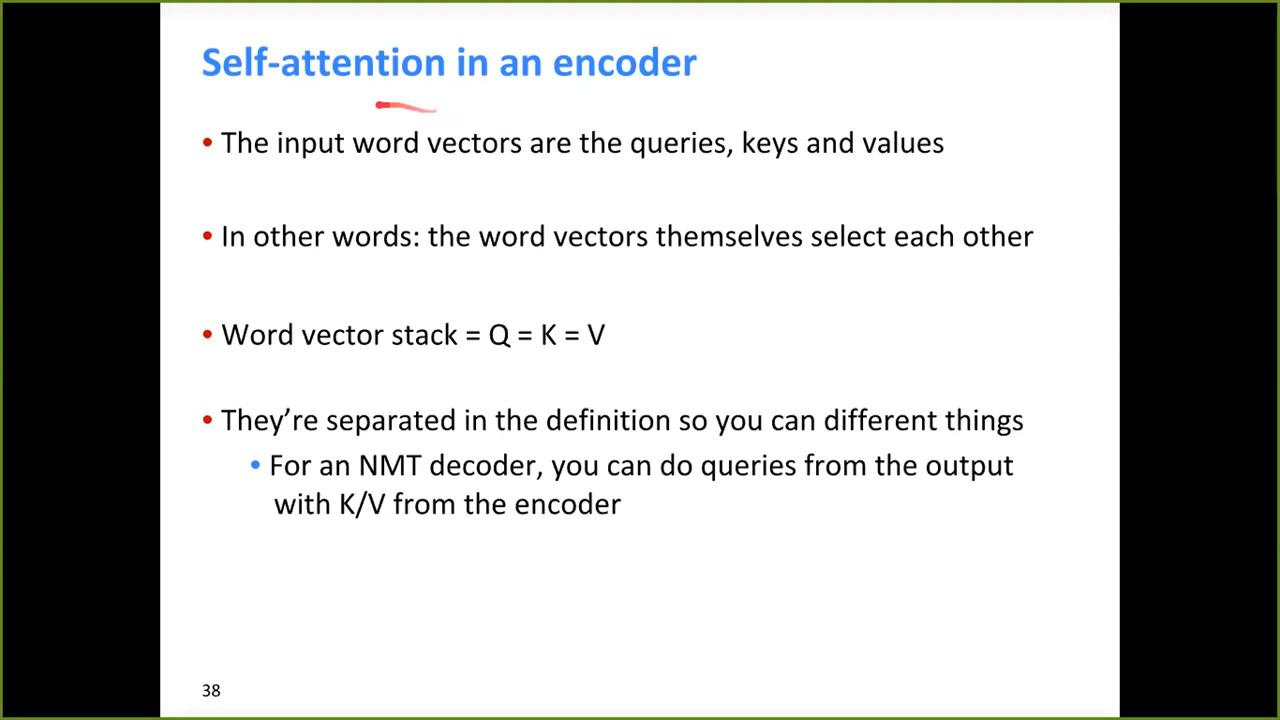 Self-attention in an encoder
• The input word vectors are the queries, keys and values
• In other words: the word vectors themselves select each other
• Word vector stack = Q = K = V
• They’re separated in the definition so you can different things
• For an NMT decoder, you can do queries from the output
with K/V from the encoder
38